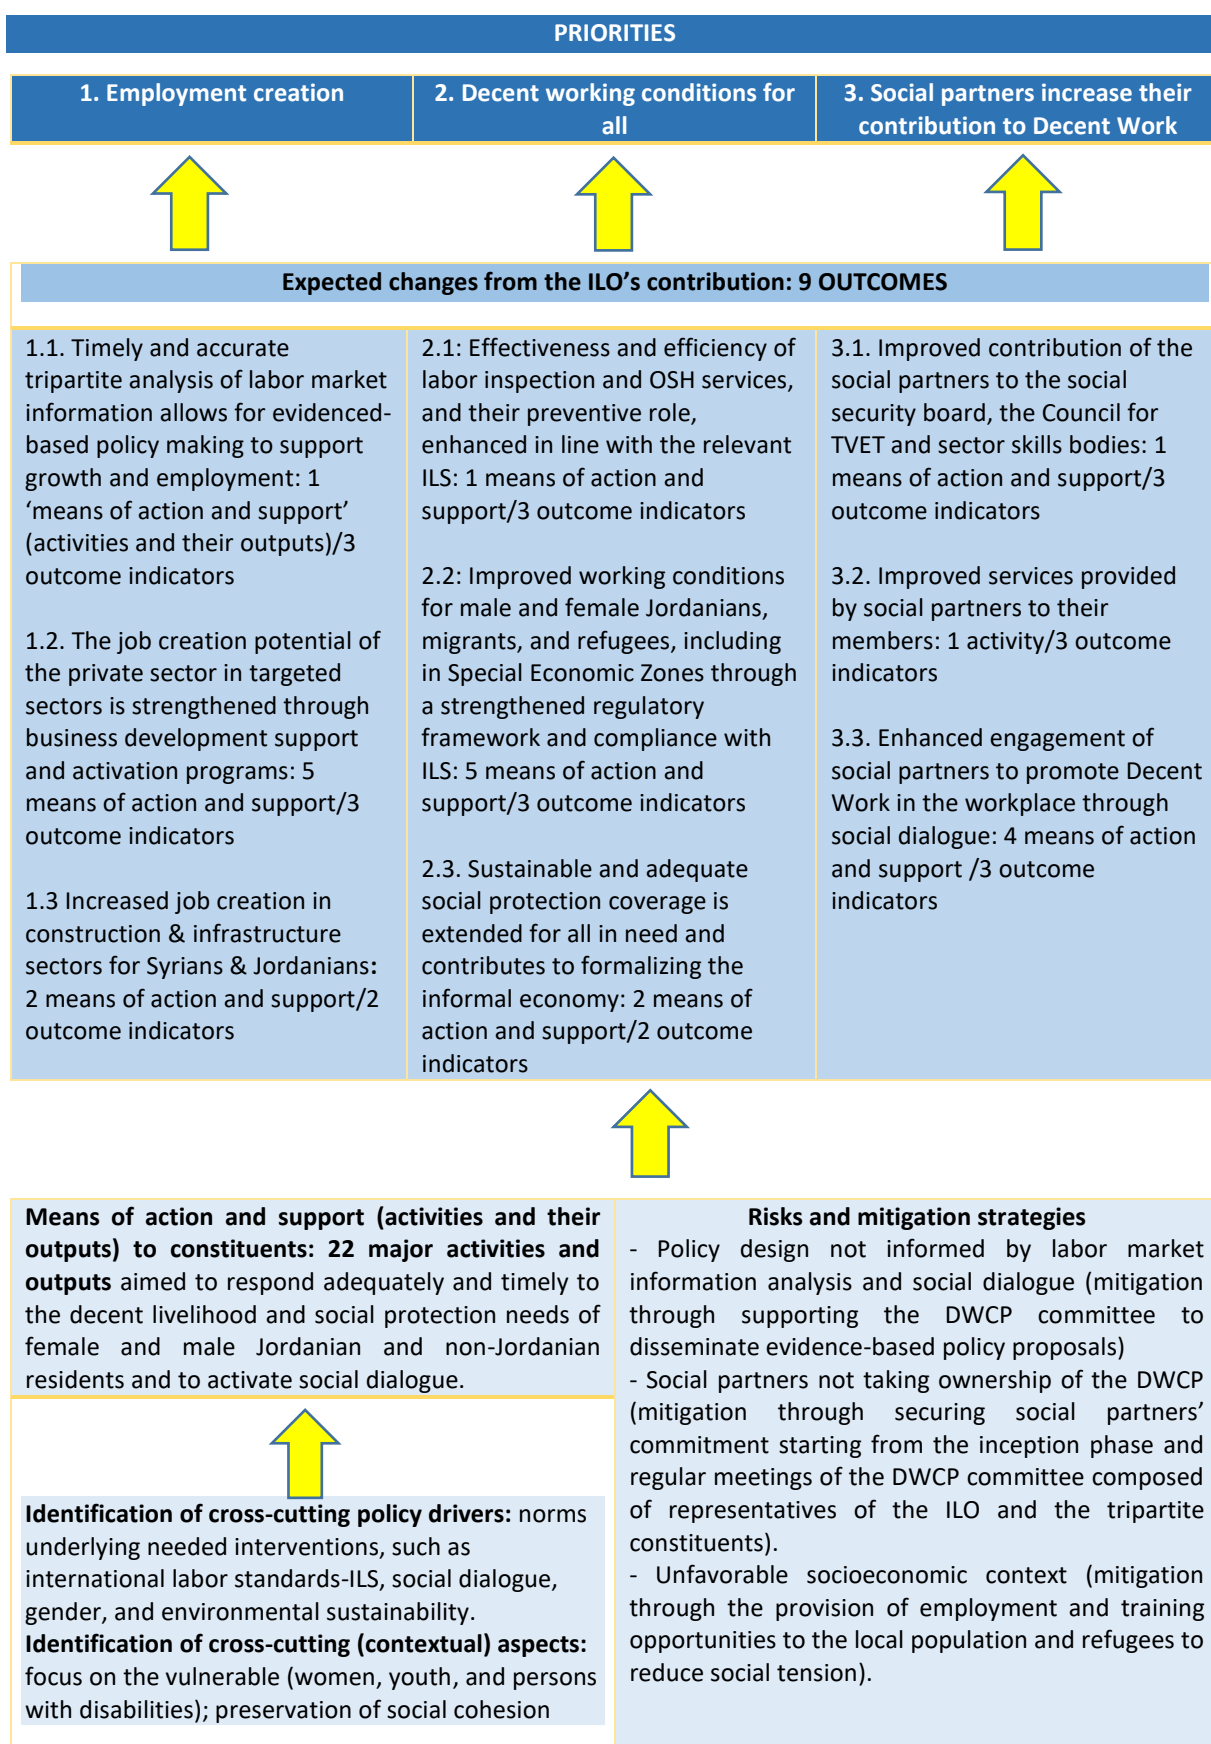 PRIORITIES
1. Employment creation
2. Decent working conditions for
all
3. Social partners increase their
contribution to Decent Work
Expected changes from the ILO’s contribution: 9 OUTCOMES
1.1. Timely and accurate
tripartite analysis of labor market
information allows for evidenced-
based policy making to support
growth and employment: 1
‘means of action and support’
(activities and their outputs)/3
outcome indicators
1.2. The job creation potential of
the private sector in targeted
sectors is strengthened through
business development support
and activation programs: 5
means of action and support/3
outcome indicators
1.3 Increased job creation in
construction & infrastructure
sectors for Syrians & Jordanians:
2 means of action and support/2
outcome indicators
2.1: Effectiveness and efficiency of
labor inspection and OSH services,
and their preventive role,
enhanced in line with the relevant
ILS: 1 means of action and
support/3 outcome indicators
2.2: Improved working conditions
for male and female Jordanians,
migrants, and refugees, including
in Special Economic Zones through
a strengthened regulatory
framework and compliance with
ILS: 5 means of action and
support/3 outcome indicators
2.3. Sustainable and adequate
social protection coverage is
extended for all in need and
contributes to formalizing the
informal economy: 2 means of
action and support/2 outcome
indicators
3.1. Improved contribution of the
social partners to the social
security board, the Council for
TVET and sector skills bodies: 1
means of action and support/3
outcome indicators
3.2. Improved services provided
by social partners to their
members: 1 activity/3 outcome
indicators
3.3. Enhanced engagement of
social partners to promote Decent
Work in the workplace through
social dialogue: 4 means of action
and support /3 outcome
indicators
Means of action and support (activities and their
outputs) to constituents: 22 major activities and
outputs aimed to respond adequately and timely to
the decent livelihood and social protection needs of
female and male Jordanian and non-Jordanian
residents and to activate social dialogue.
Identification of cross-cutting policy drivers: norms
underlying needed interventions, such as
international labor standards-ILS, social dialogue,
gender, and environmental sustainability.
Identification of cross-cutting (contextual) aspects:
focus on the vulnerable (women, youth, and persons
with disabilities); preservation of social cohesion
Risks and mitigation strategies
- Policy design not informed by labor market
information analysis and social dialogue (mitigation
through supporting the DWCP committee to
disseminate evidence-based policy proposals)
- Social partners not taking ownership of the DWCP
(mitigation through securing social partners’
commitment starting from the inception phase and
regular meetings of the DWCP committee composed
of representatives of the ILO and the tripartite
constituents).
- Unfavorable socioeconomic context (mitigation
through the provision of employment and training
opportunities to the local population and refugees to
reduce social tension).